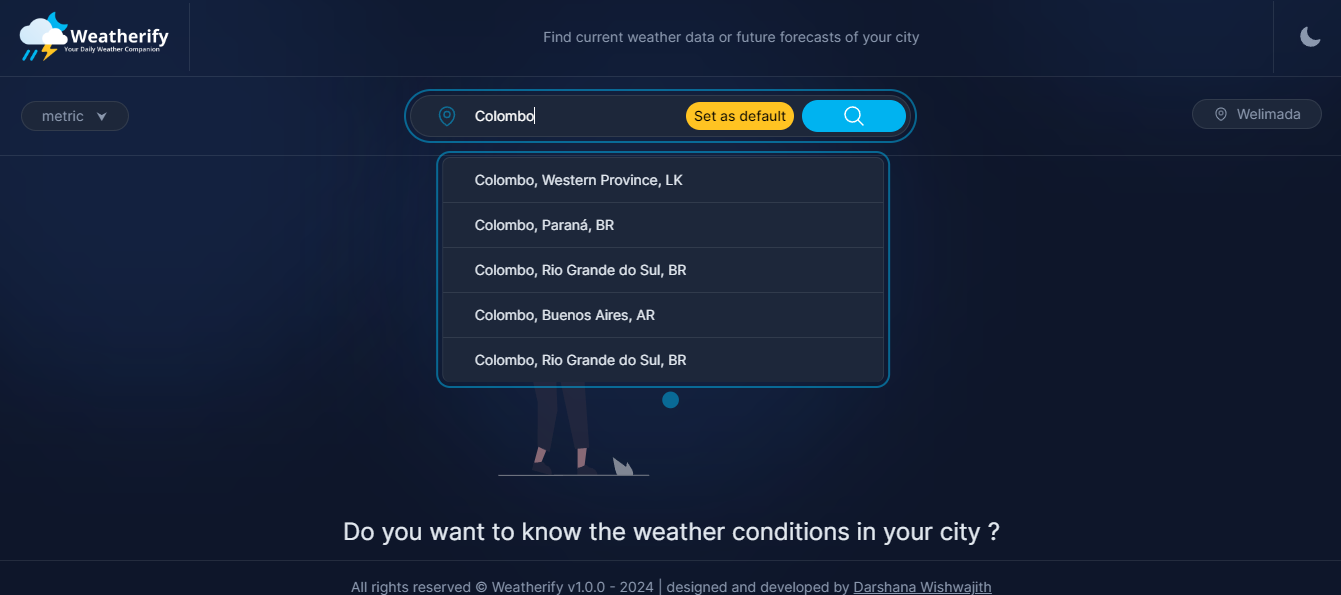 Weatherify
Your Daily Weather Companion
Find current weather data or future forecasts of your city
metric
Colombo
Set as default
Welimada
Colombo, Western Province, LK
Colombo, Paraná, BR
Colombo, Rio Grande do Sul, BR
Colombo, Buenos Aires, AR
Colombo, Rio Grande do Sul, BR
Do you want to know the weather conditions in your city ?
All rights reserved © Weatherify v1.0.0 - 2024 | designed and developed by Darshana Wishwajith